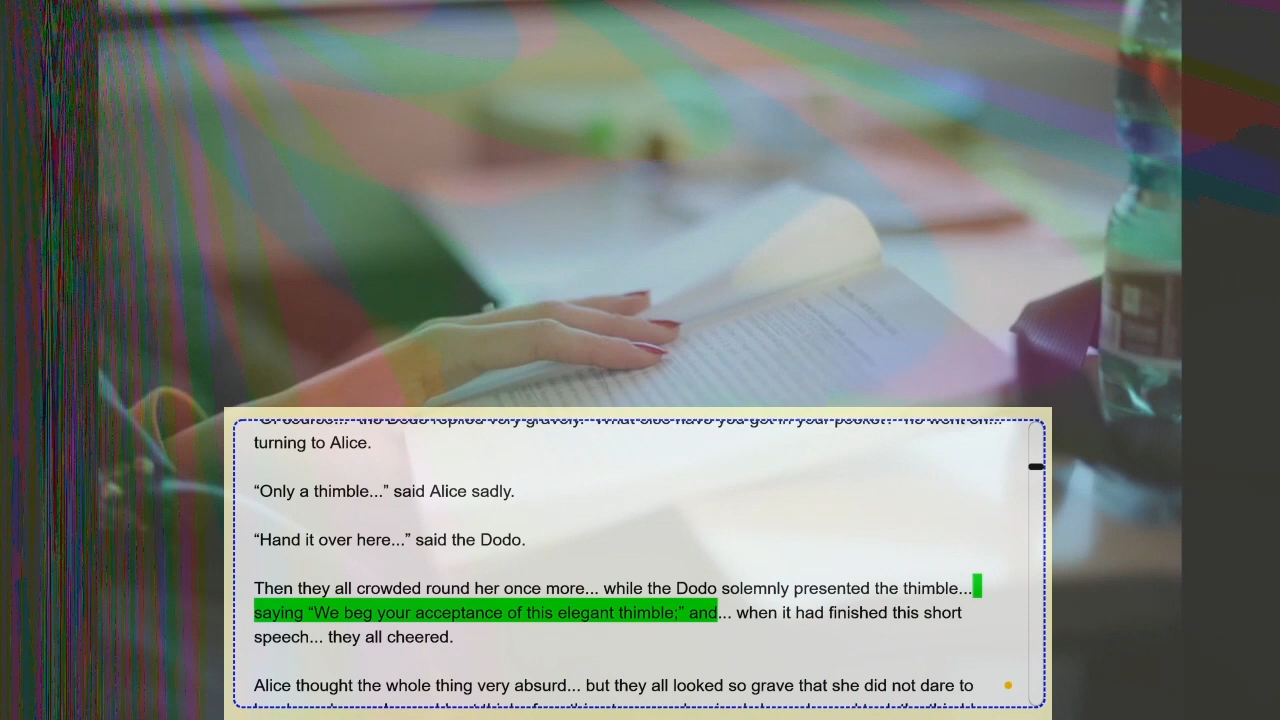 “Of course...” the Dodo replied very gravely. “What else have you got in your pocket?” he went on...
turning to Alice.
“Only a thimble...” said Alice sadly.
“Hand it over here...” said the Dodo.
Then they all crowded round her once more... while the Dodo solemnly presented the thimble...
saying “We beg your acceptance of this elegant thimble;” and... when it had finished this short
speech... they all cheered.
Alice thought the whole thing very absurd... but they all looked so grave that she did not dare to